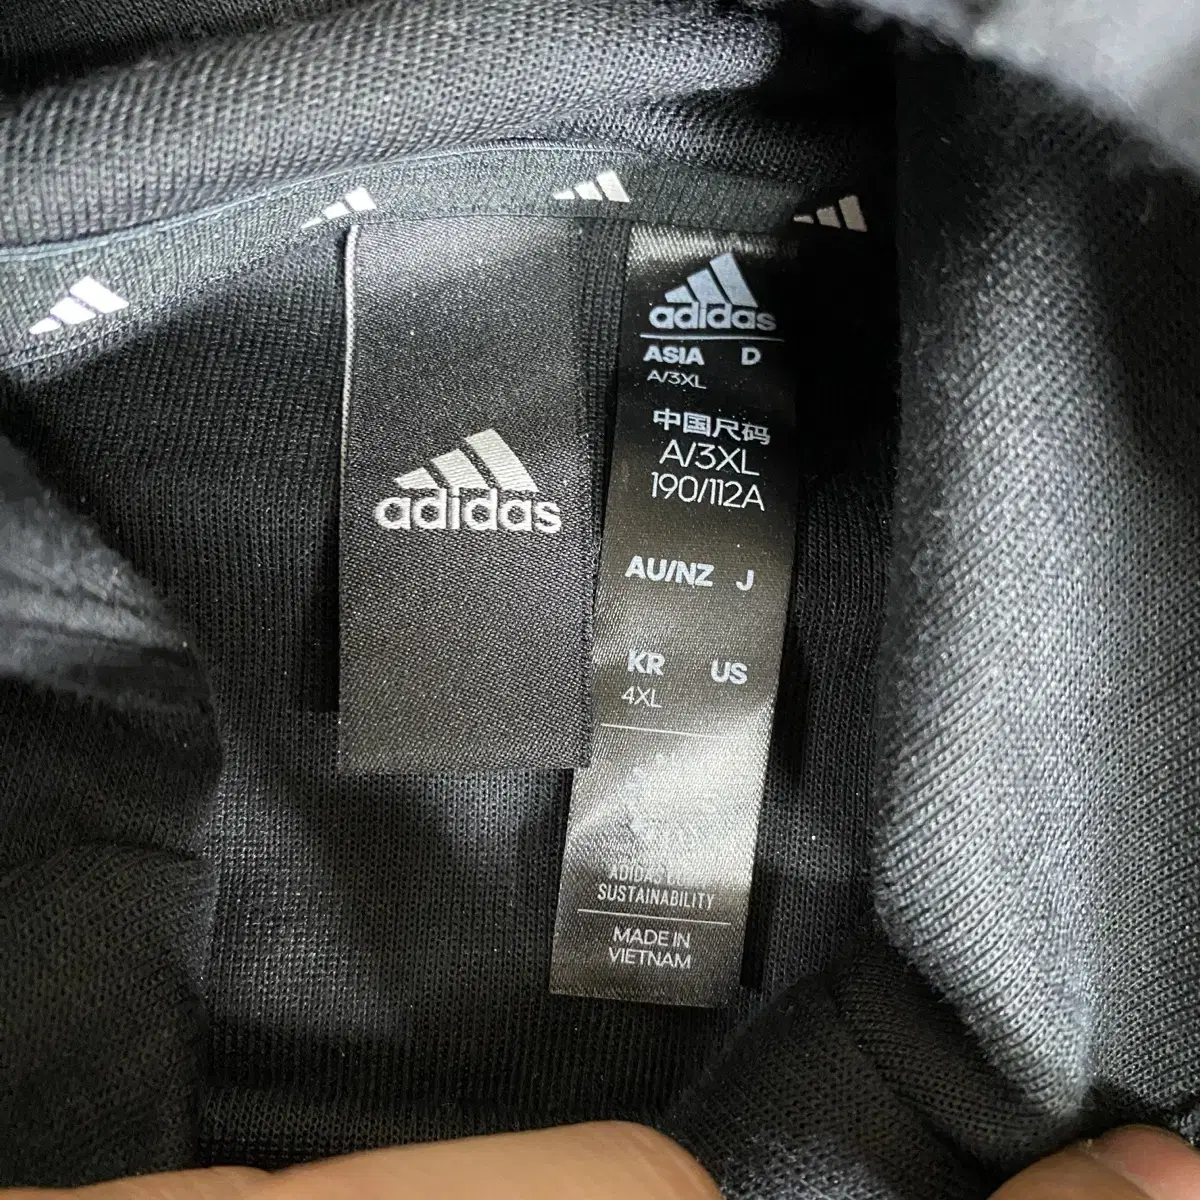 adidas
adidas
ASIA D
A/3XL
中国尺码
A/3XL
190/112A
AU/NZ J
KR US
4XL
ADIDAS
SUSTAINABILITY
MADE IN
VIETNAM